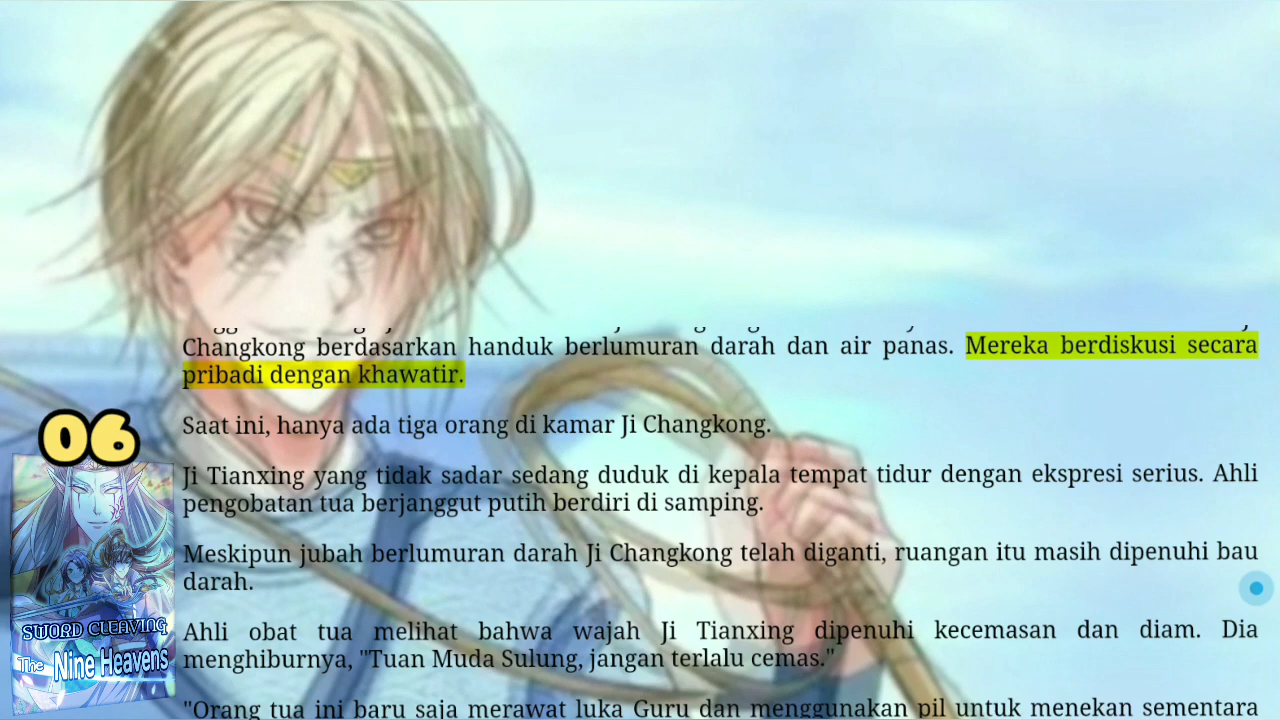 Changkong berdasarkan handuk berlumuran darah dan air panas. Mereka berdiskusi secara
pribadi dengan khawatir.
Saat ini, hanya ada tiga orang di kamar Ji Changkong.
Ji Tianxing yang tidak sadar sedang duduk di kepala tempat tidur dengan ekspresi serius. Ahli
pengobatan tua berjanggut putih berdiri di samping.
Meskipun jubah berlumuran darah Ji Changkong telah diganti, ruangan itu masih dipenuhi bau
darah.
Ahli obat tua melihat bahwa wajah Ji Tianxing dipenuhi kecemasan dan diam. Dia
menghiburnya, "Tuan Muda Sulung, jangan terlalu cemas."
"Orang tua ini baru saja merawat luka Guru dan menggunakan pil untuk menekan sementara
06
SWORD CLEAVING
The Nine Heavens